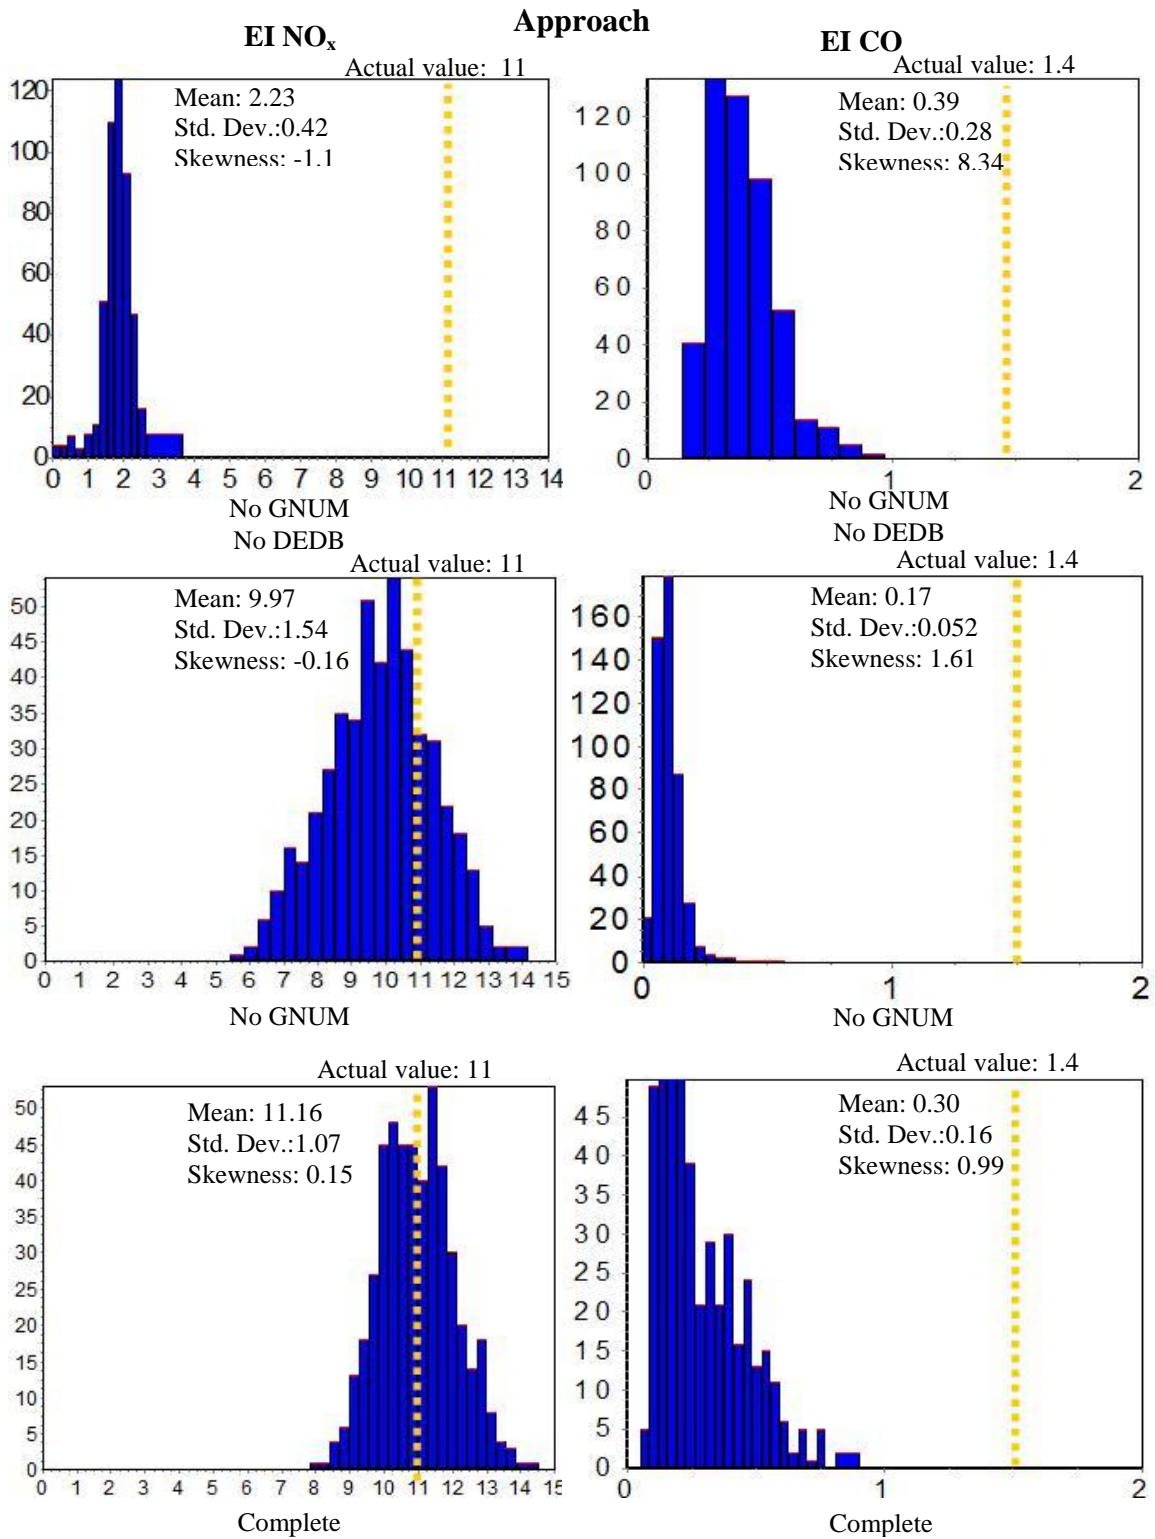 Approach
EI NOx
EI CO
Actual value: 11
Mean: 2.23
Std. Dev.:0.42
Skewness: -1.1
120
100
80
60
40
20
0
0 1 2 3 4 5 6 7 8 9 10 11 12 13 14
No GNUM
No DEDB
Actual value: 1.4
Mean: 0.39
Std. Dev.:0.28
Skewness: 8.34
120
100
80
60
40
20
0
0 1 2
No GNUM
No DEDB
Actual value: 11
Mean: 9.97
Std. Dev.:1.54
Skewness: -0.16
50
45
40
35
30
25
20
15
10
5
0
0 1 2 3 4 5 6 7 8 9 10 11 12 13 14 15
No GNUM
Actual value: 1.4
Mean: 0.17
Std. Dev.:0.052
Skewness: 1.61
160
140
120
100
80
60
40
20
0
0 1 2
No GNUM
Actual value: 11
Mean: 11.16
Std. Dev.:1.07
Skewness: 0.15
50
45
40
35
30
25
20
15
10
5
0
0 1 2 3 4 5 6 7 8 9 10 11 12 13 14 15
Complete
Actual value: 1.4
Mean: 0.30
Std. Dev.:0.16
Skewness: 0.99
45
40
35
30
25
20
15
10
5
0
0 1 2
Complete